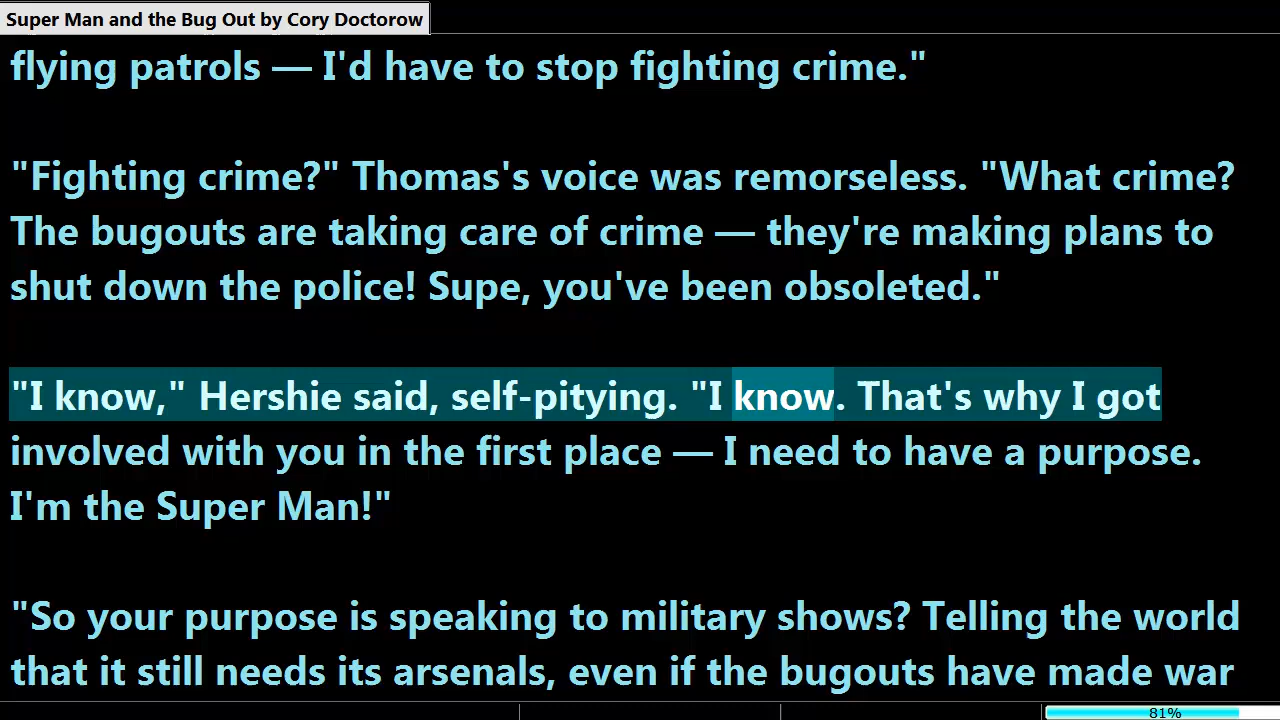 Super Man and the Bug Out by Cory Doctorow
flying patrols — I'd have to stop fighting crime."
"Fighting crime?" Thomas's voice was remorseless. "What crime?
The bugouts are taking care of crime — they're making plans to
shut down the police! Supe, you've been obsoleted."
"I know," Hershie said, self-pitying. "I know. That's why I got
involved with you in the first place — I need to have a purpose.
I'm the Super Man!"
"So your purpose is speaking to military shows? Telling the world
that it still needs its arsenals, even if the bugouts have made war
81%